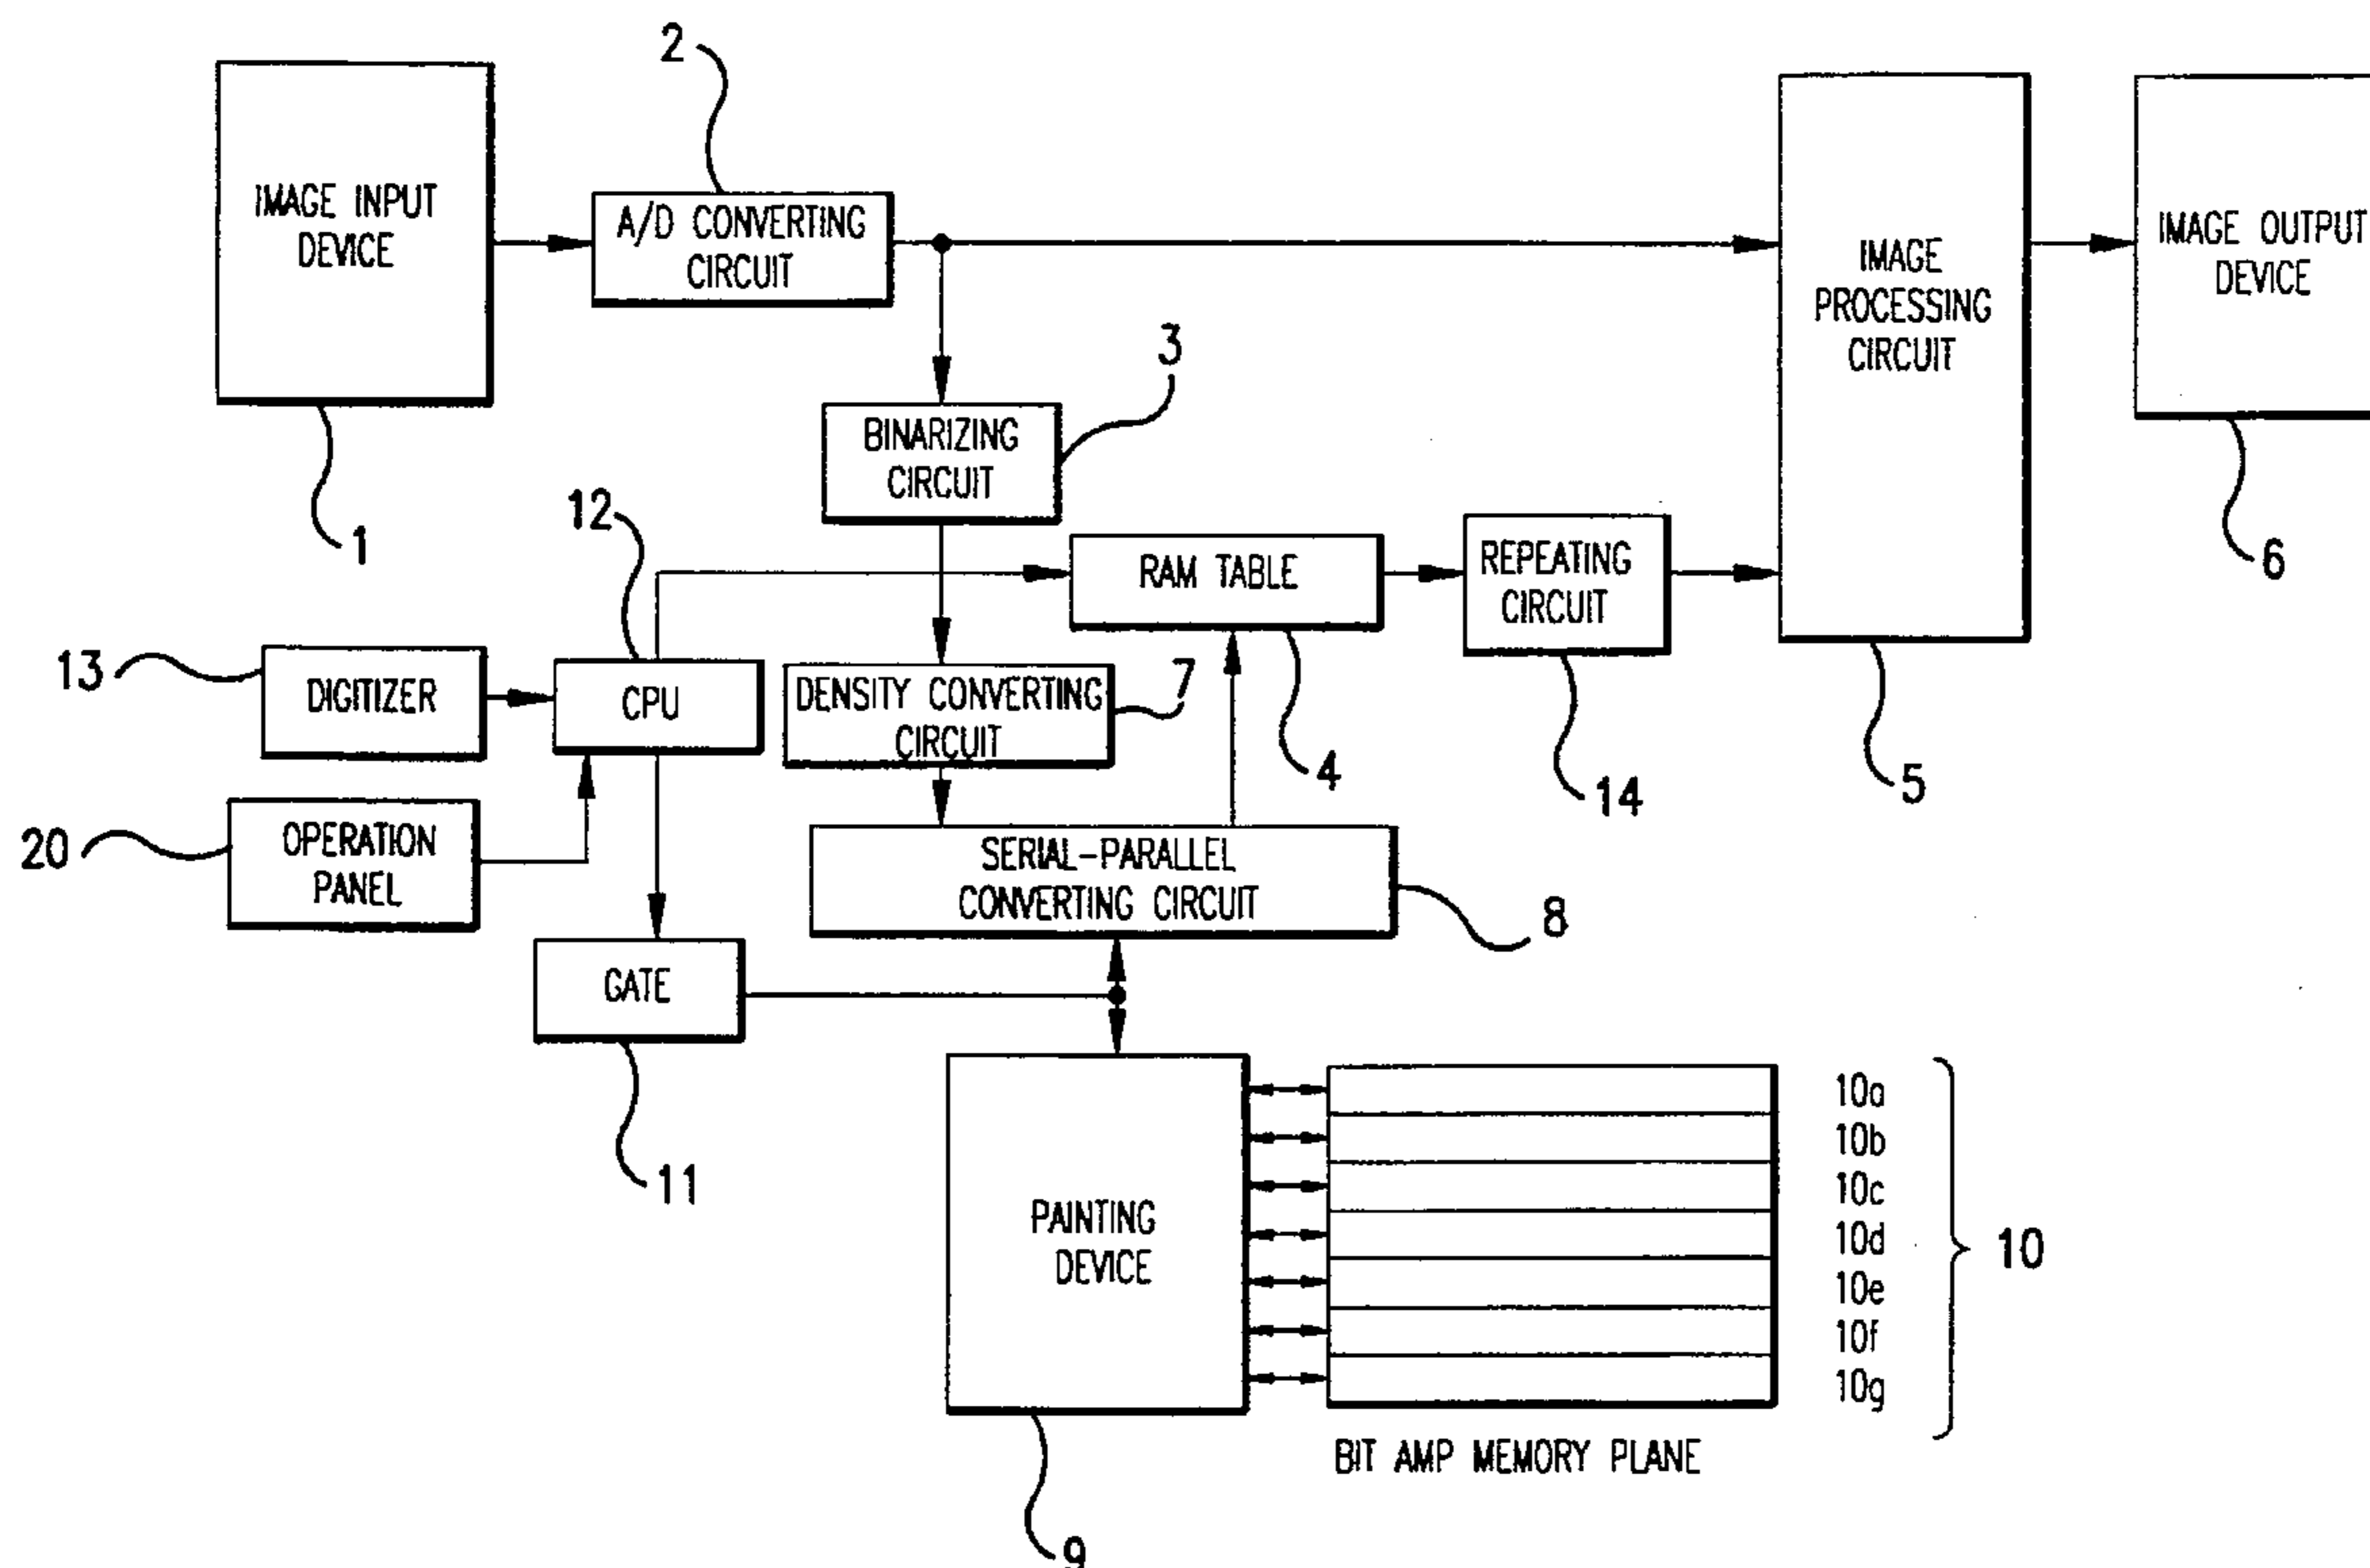 2
IMAGE INPUT
DEVICE
A/D CONVERTING
CIRCUIT
IMAGE
PROCESSING
CIRCUIT
IMAGE OUTPUT
DEVICE
3
BINARIZING
CIRCUIT
1
12
6
RAM TABLE
REPEATING
CIRCUIT
13
DIGITIZER
CPU
DENSITY CONVERTING
CIRCUIT
7
4
14
5
20
OPERATION
PANEL
SERIAL-PARALLEL
CONVERTING CIRCUIT
8
GATE
11
PAINTING
DEVICE
10a
10b
10c
10d
10e
10f
10g
10
BIT AMP MEMORY PLANE
9